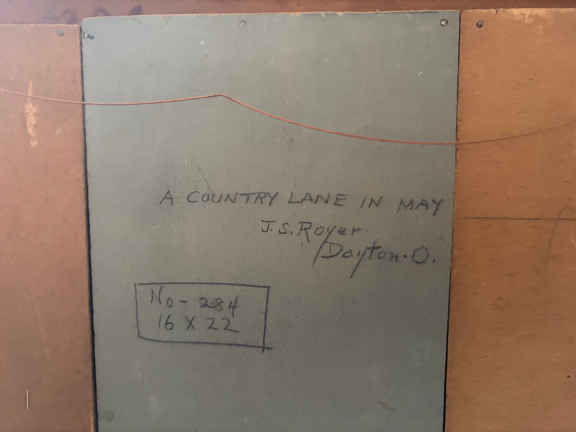 A COUNTRY LANE IN MAY
J.S. Royer
Dayton. O.
No - 284
16 X 22